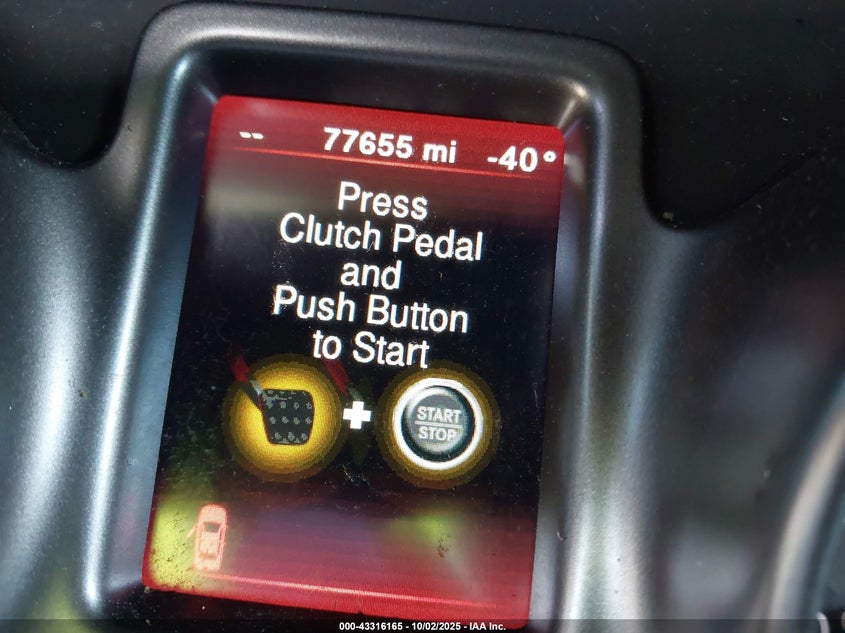 -- 77655 mi -40°
Press
Clutch Pedal
and
Push Button
to Start
START
STOP
000-43316165 - 10/02/2025 - IAA Inc.